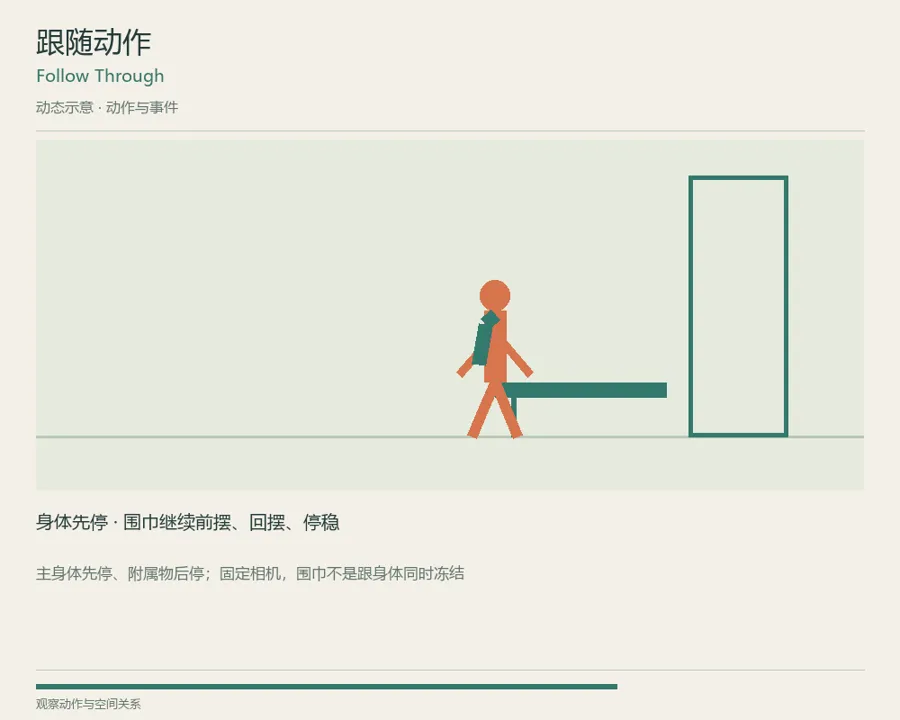 跟随动作
Follow Through
动态示意 · 动作与事件
身体先停 · 围巾继续前摆、回摆、停稳
主身体先停、附属物后停；固定相机，围巾不是跟身体同时冻结
观察动作与空间关系